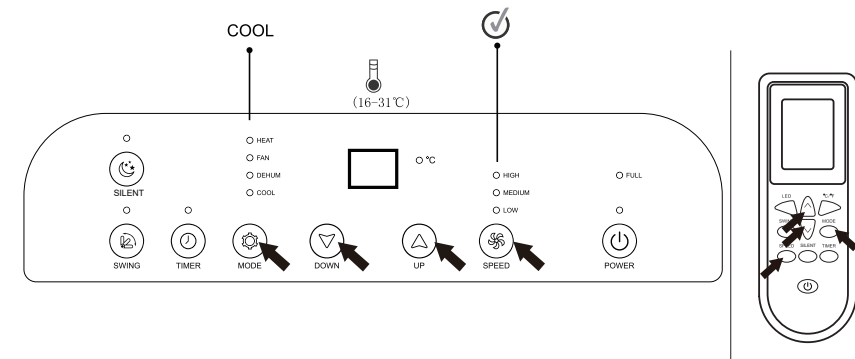 COOL
(16-31℃)
HEAT
FAN
DEHUM
COOL
°C
HIGH
MEDIUM
LOW
FULL
SILENT
SWING
TIMER
MODE
DOWN
UP
SPEED
POWER
LED
°C/°F
MODE
SILENT
TIMER